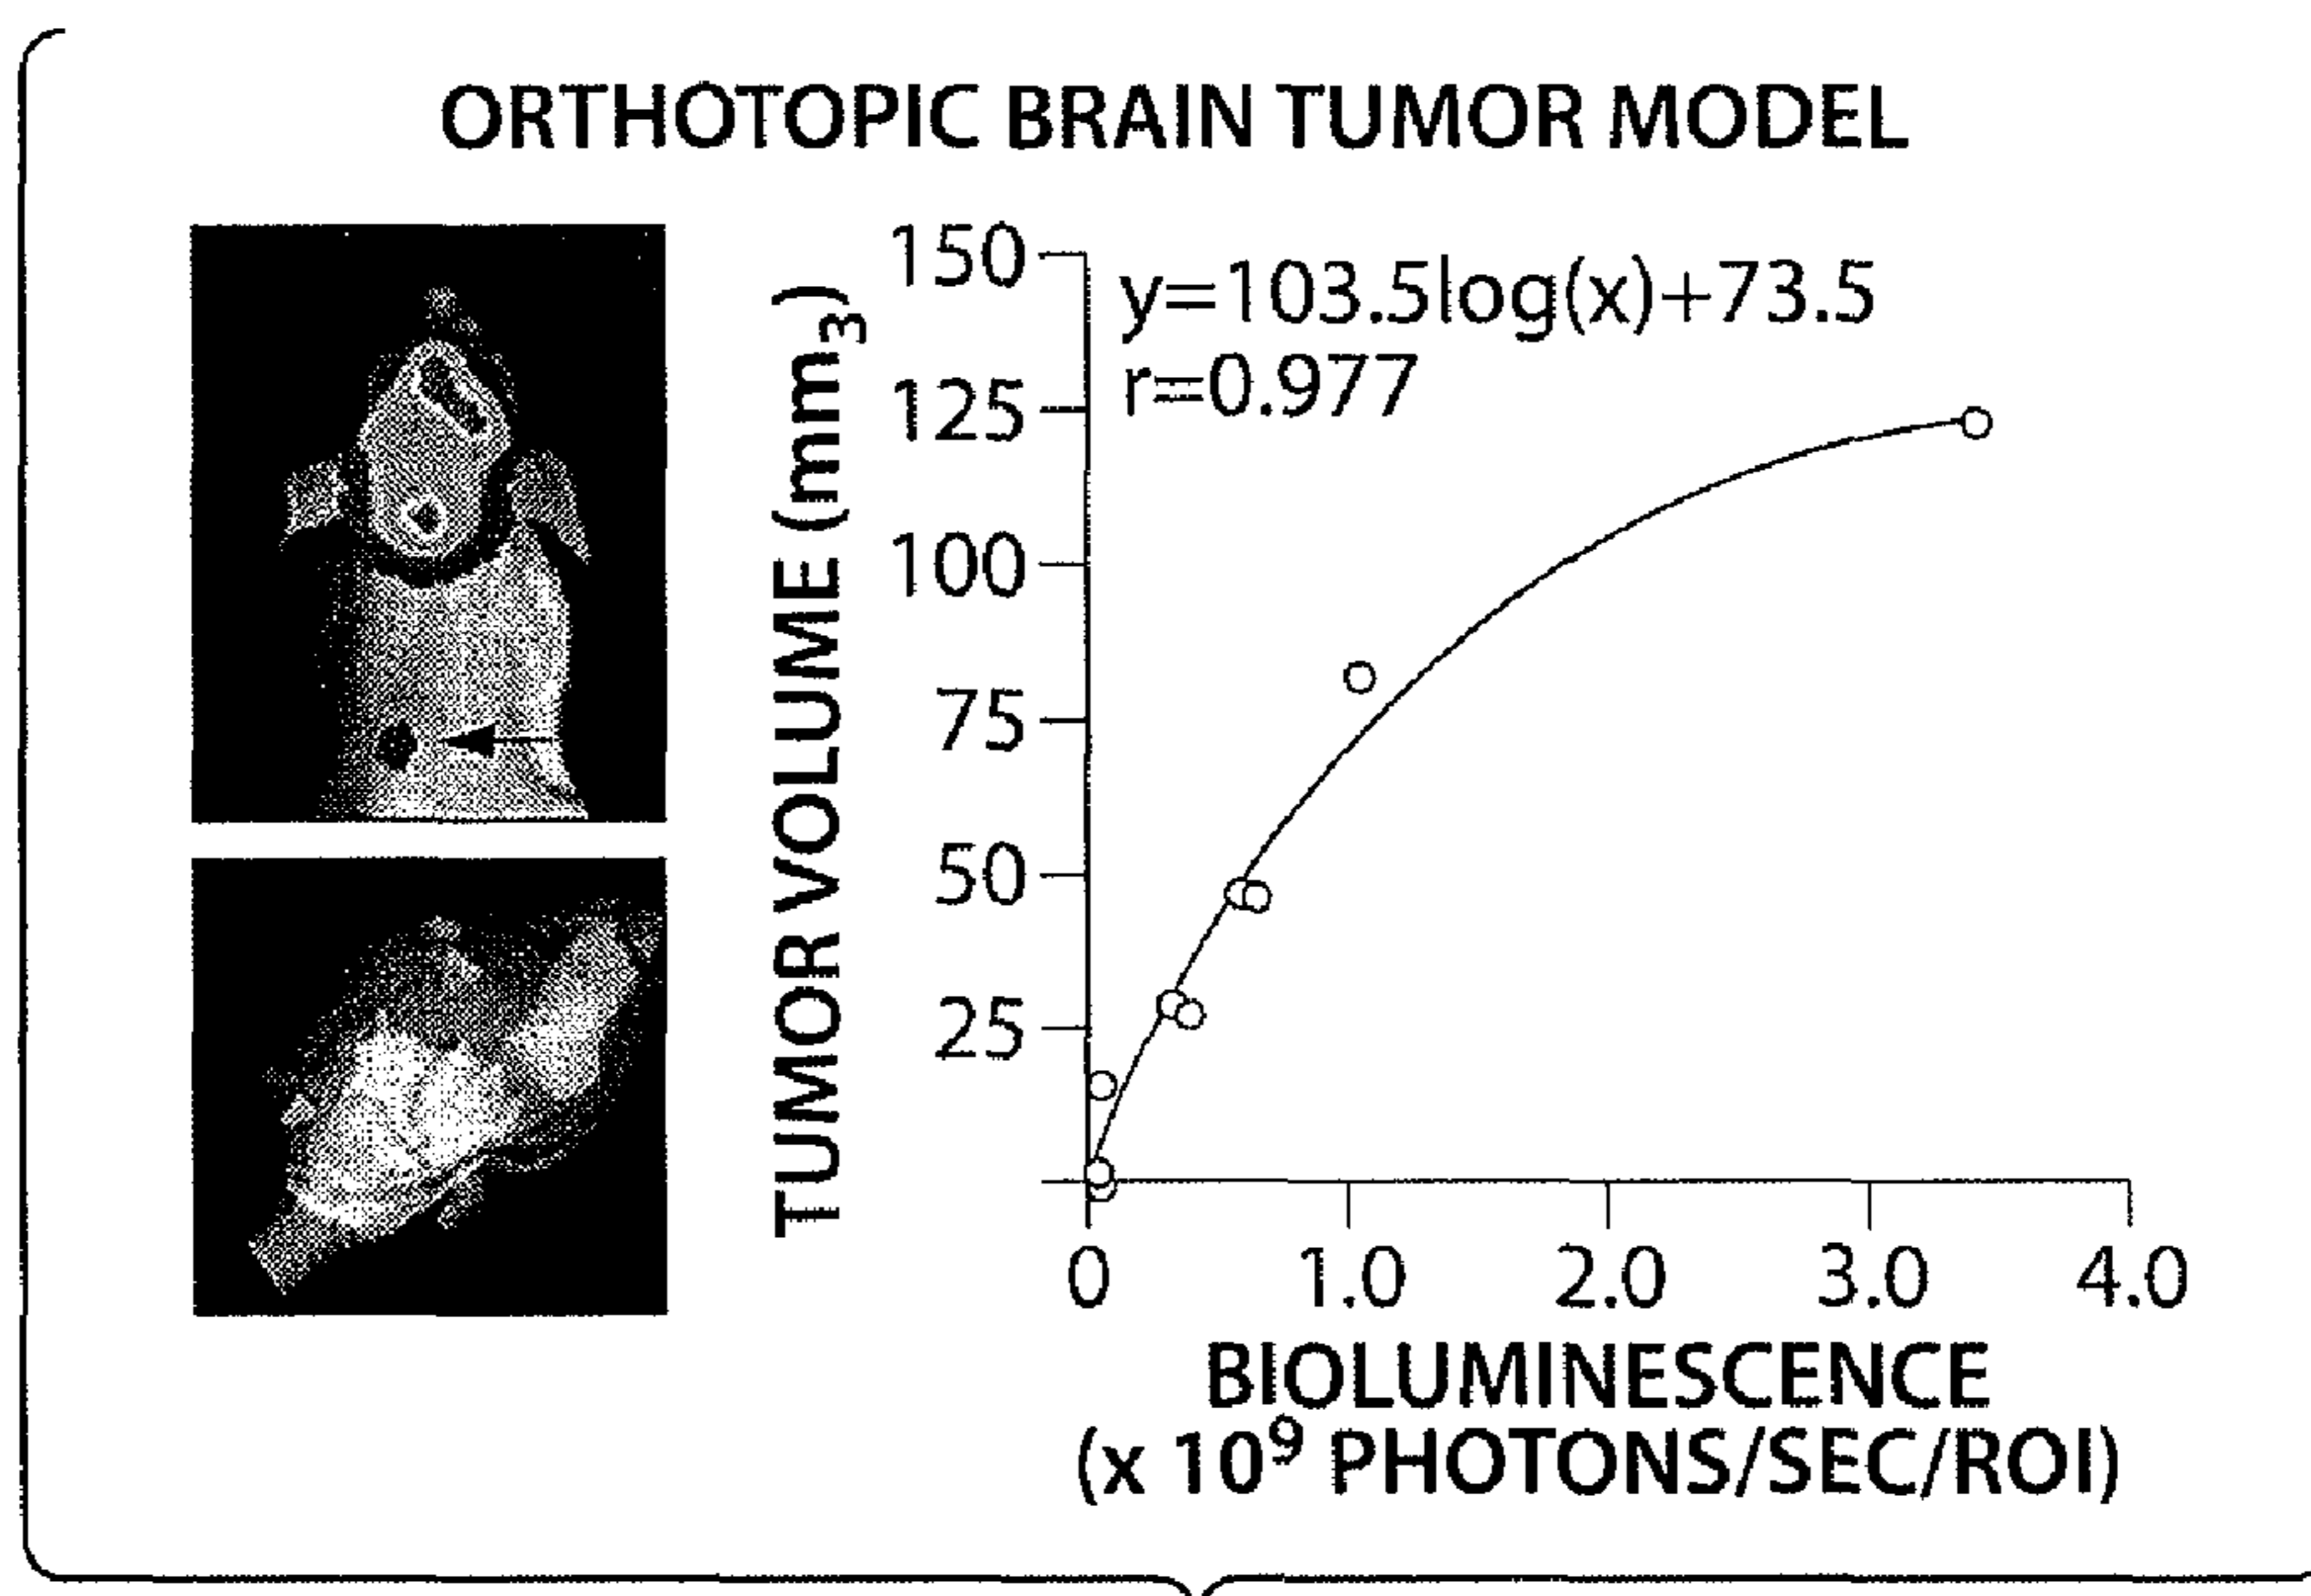 ORTHOTOPIC BRAIN TUMOR MODEL
TUMOR VOLUME (mm₃)
150
125
100
75
50
25
y=103.5log(x)+73.5
r=0.977
0 1.0 2.0 3.0 4.0
BIOLUMINESCENCE
(x 10⁹ PHOTONS/SEC/ROI)